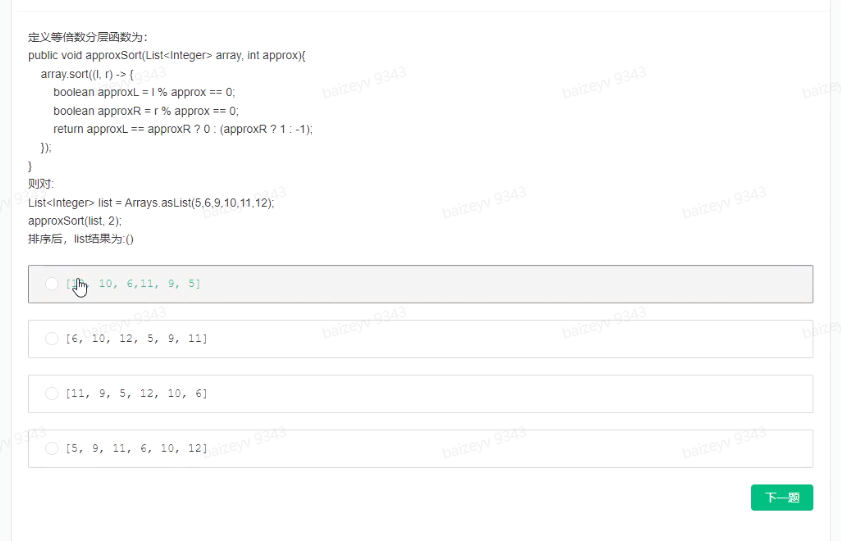 定义等倍数分层函数为：
public void approxSort(List<Integer> array, int approx){
array.sort((l, r) -> {
boolean approxL = l % approx == 0;
boolean approxR = r % approx == 0;
return approxL == approxR ? 0 : (approxR ? 1 : -1);
});
}
则对:
List<Integer> list = Arrays.asList(5,6,9,10,11,12);
approxSort(list, 2);
排序后，list结果为:()
10, 6,11, 9, 5]
[6, 10, 12, 5, 9, 11]
[11, 9, 5, 12, 10, 6]
[5, 9, 11, 6, 10, 12]
下一题
baizeyv 9343